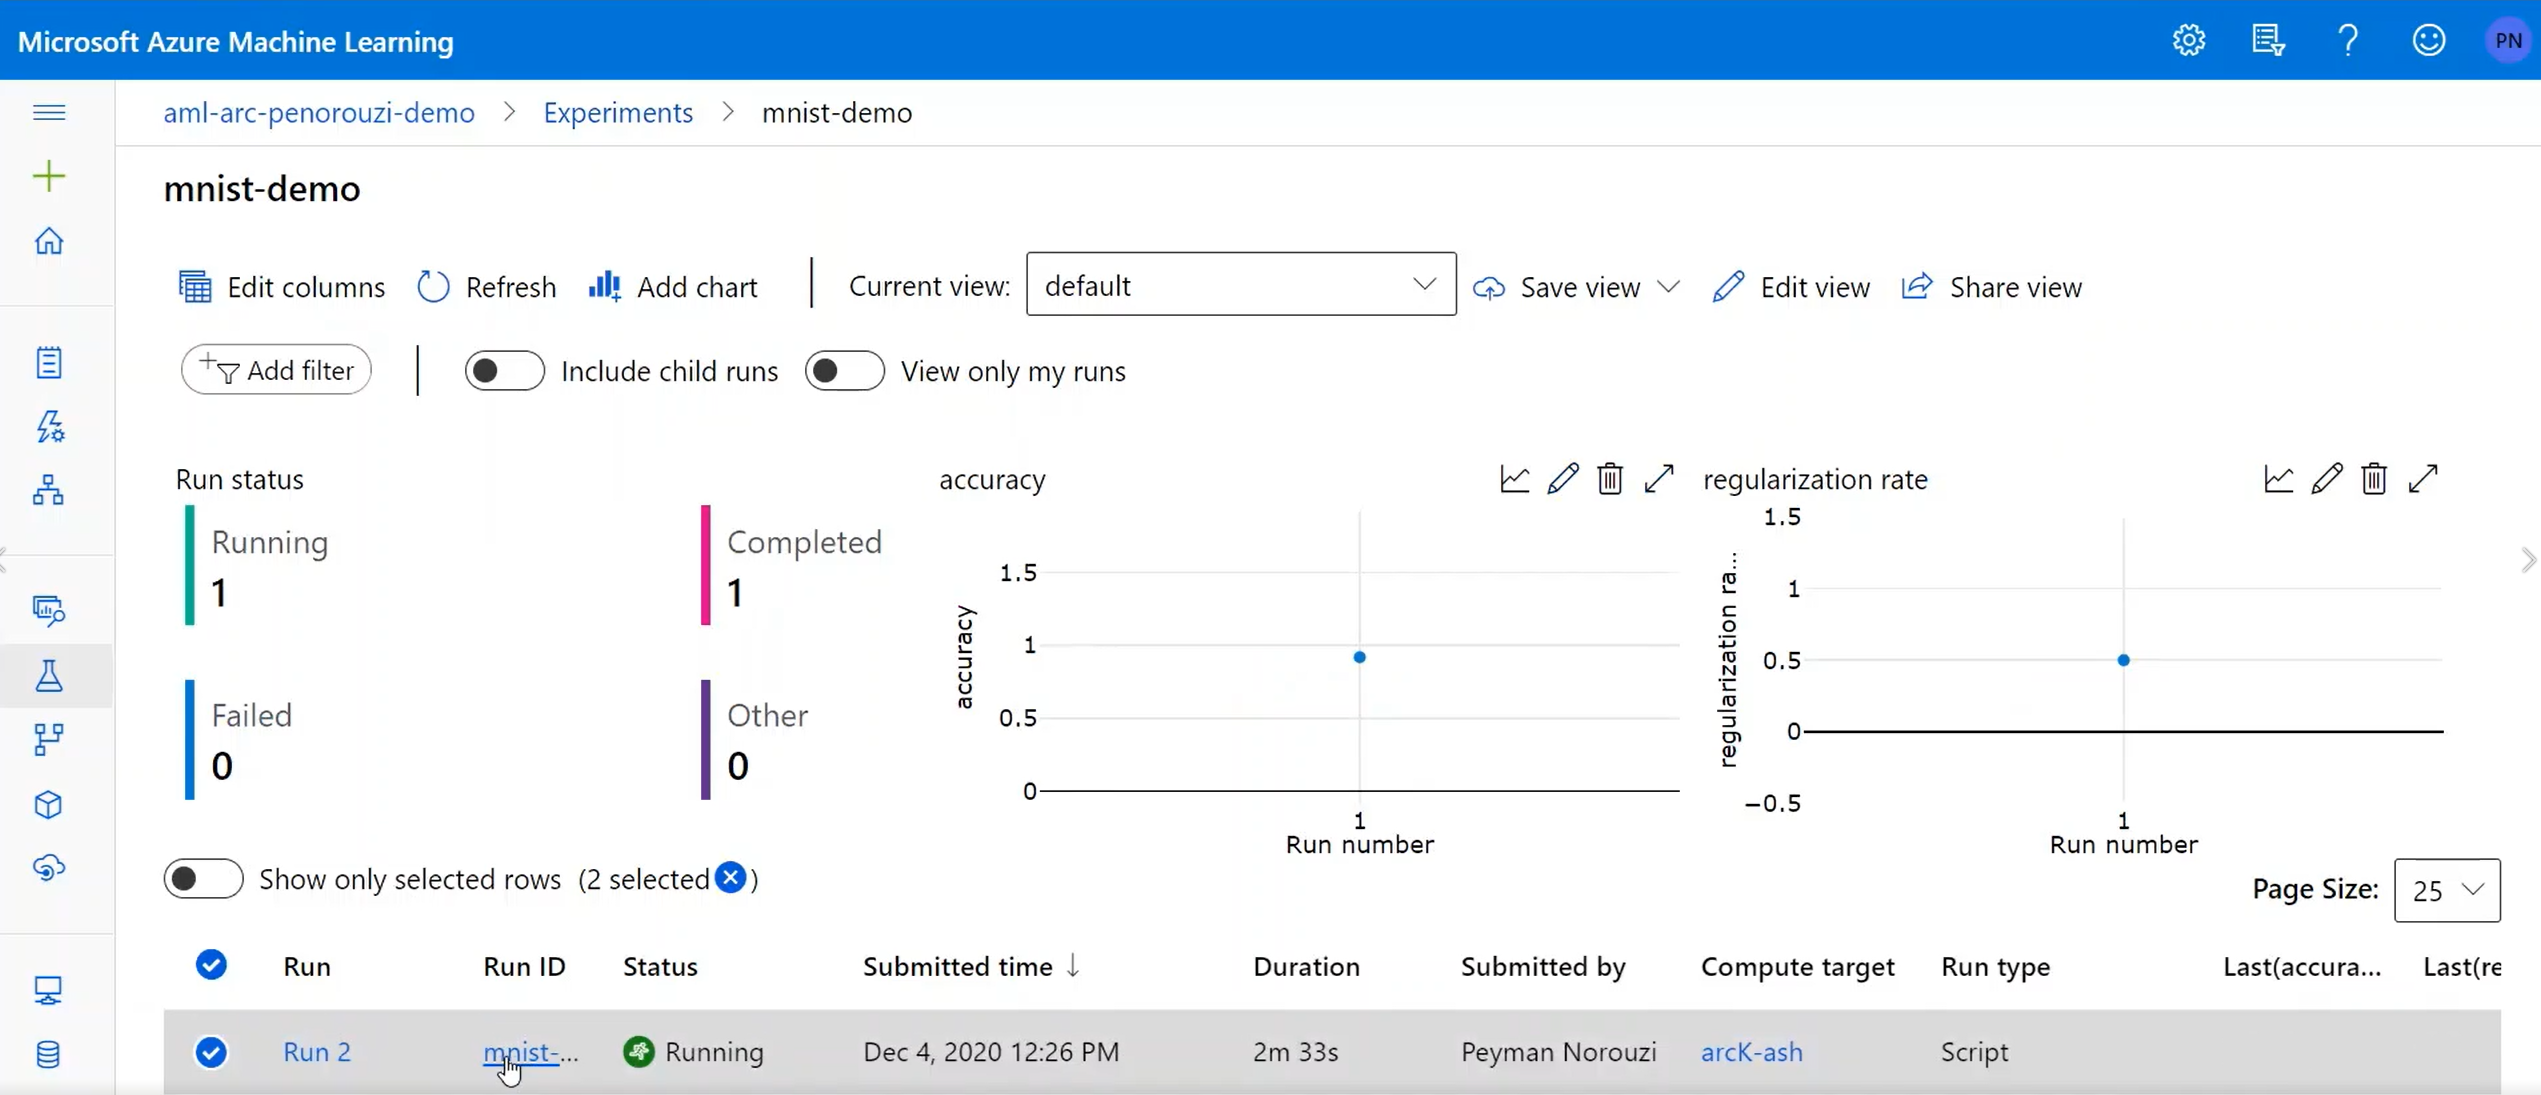 Microsoft Azure Machine Learning
PN
aml-arc-penorouzi-demo > Experiments > mnist-demo
mnist-demo
Edit columns Refresh Add chart Current view: default Save view Edit view Share view
Add filter Include child runs View only my runs
Run status
Running
1
Completed
1
Failed
0
Other
0
accuracy
1.5
1
0.5
0
accuracy
1
Run number
regularization rate
1.5
1
0.5
0
−0.5
regularization ra...
1
Run number
Show only selected rows (2 selected )
Page Size: 25
Run Run ID Status Submitted time ↓ Duration Submitted by Compute target Run type Last(accura... Last(re
Run 2 mnist-... Running Dec 4, 2020 12:26 PM 2m 33s Peyman Norouzi arcK-ash Script